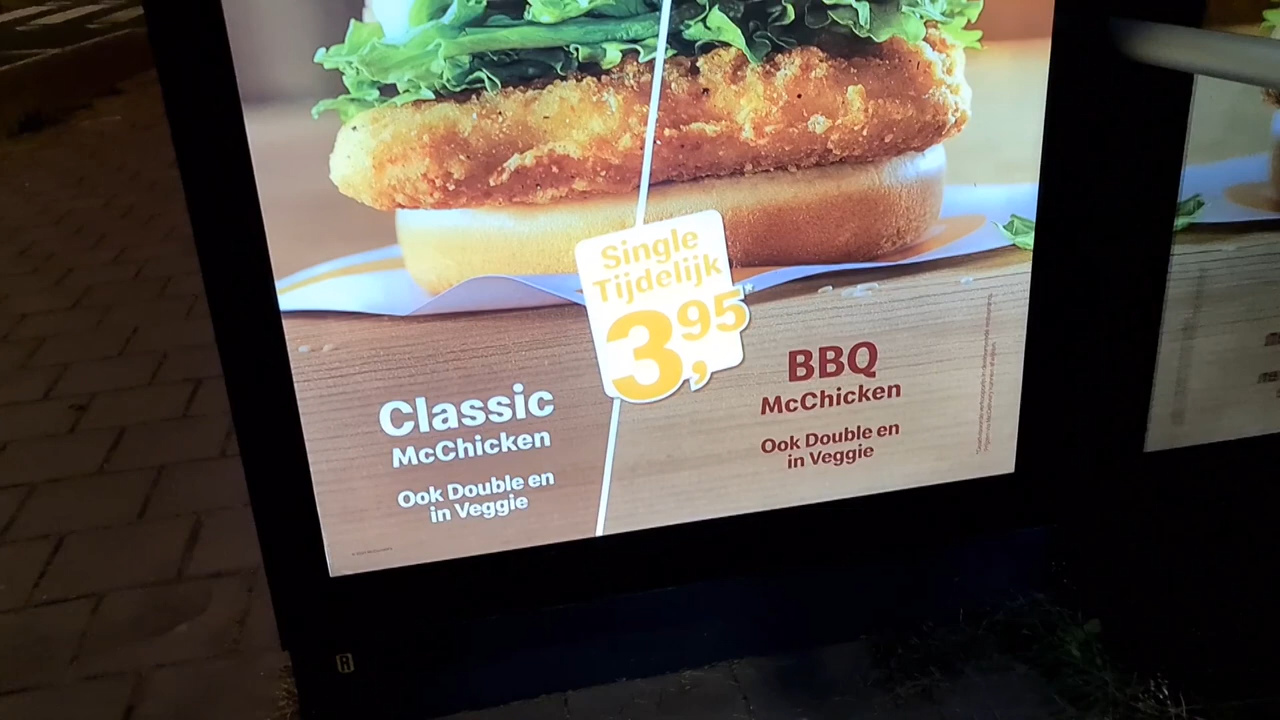 Single
Tijdelijk
3,95*
Classic
McChicken
Ook Double en
in Veggie
BBQ
McChicken
Ook Double en
in Veggie
R